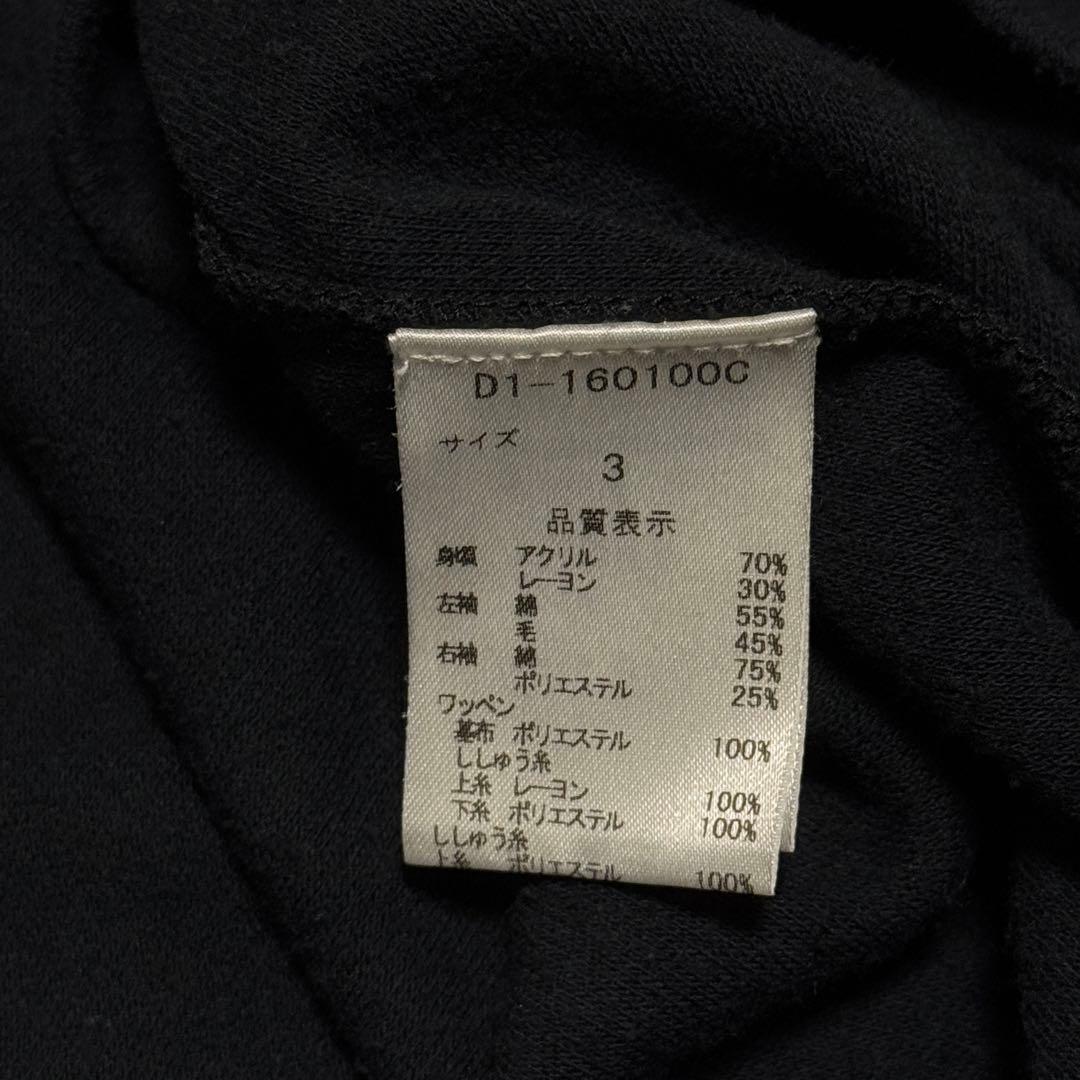 D1-160100C
サイズ
3
品質表示
身頃 アクリル 70%
レーヨン 30%
左袖 綿 55%
毛 45%
右袖 綿 75%
ポリエステル 25%
ワッペン
基布 ポリエステル 100%
ししゅう糸
上糸 レーヨン 100%
下糸 ポリエステル 100%
ししゅう糸
上糸 ポリエステル 100%